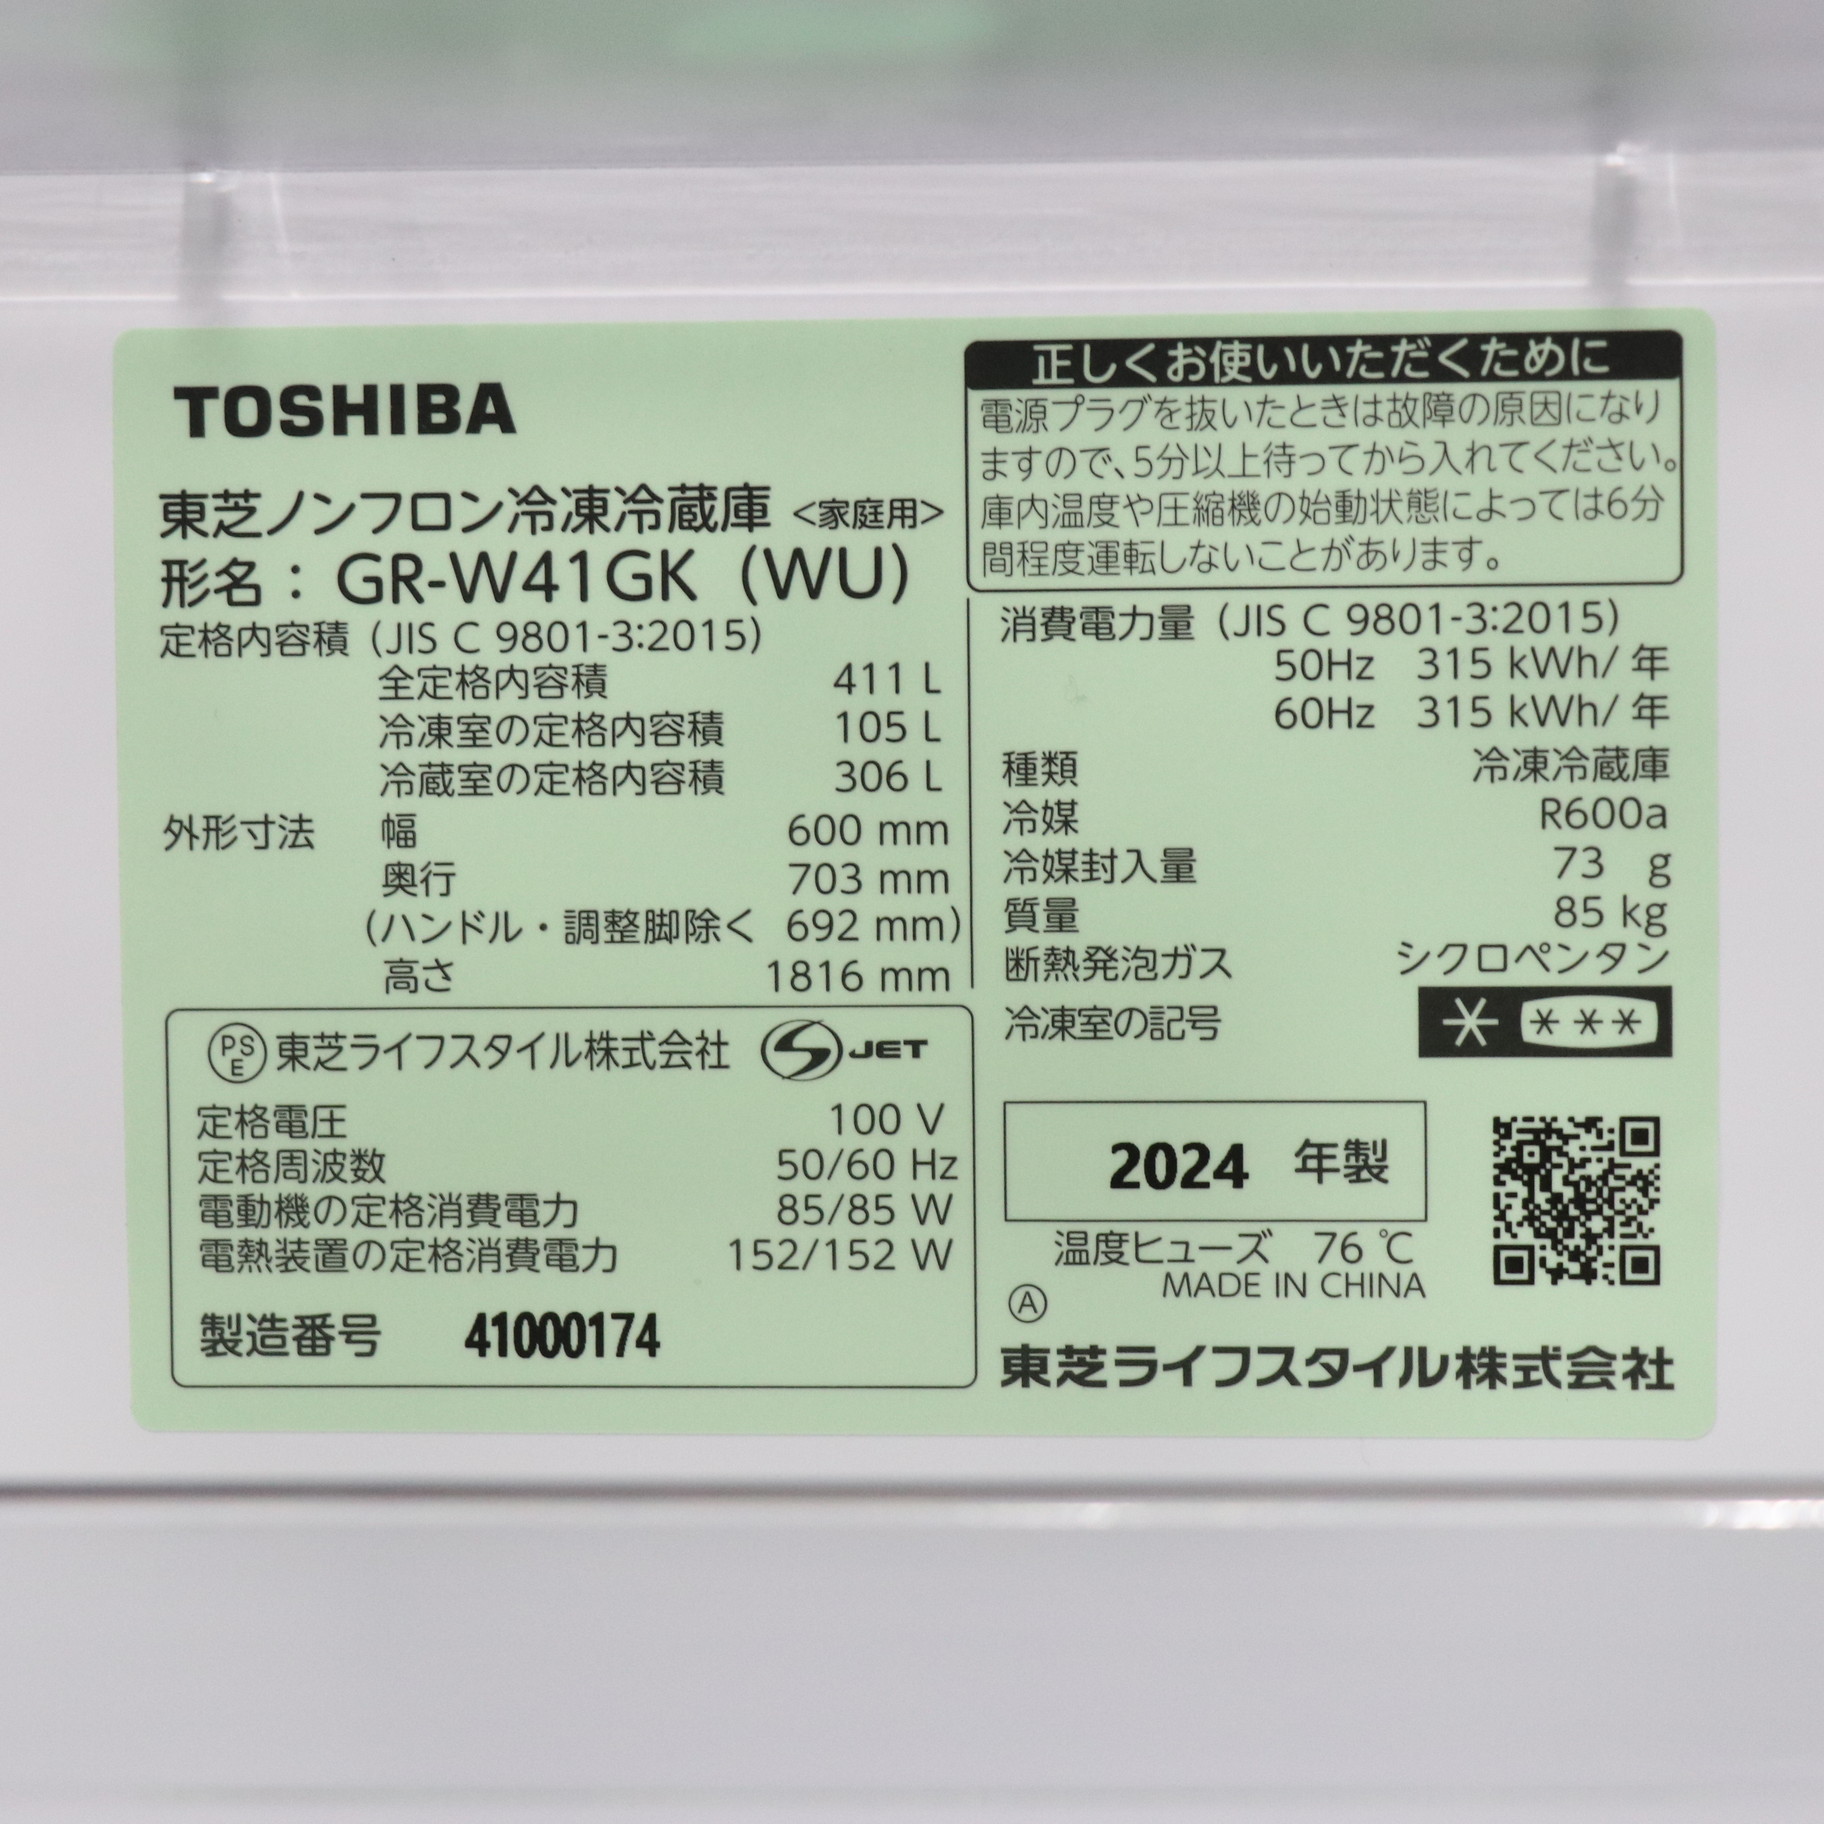 TOSHIBA
東芝ノンフロン冷凍冷蔵庫 <家庭用>
形名： GR-W41GK (WU)
定格内容積 (JIS C 9801-3:2015)
全定格内容積 411 L
冷凍室の定格内容積 105 L
冷蔵室の定格内容積 306 L
外形寸法 幅 600 mm
奥行 703 mm
(ハンドル・調整脚除く 692 mm)
高さ 1816 mm
PSE 東芝ライフスタイル株式会社 S JET
定格電圧 100 V
定格周波数 50/60 Hz
電動機の定格消費電力 85/85 W
電熱装置の定格消費電力 152/152 W
製造番号 41000174
正しくお使いいただくために
電源プラグを抜いたときは故障の原因になり
ますので、5分以上待ってから入れてください。
庫内温度や圧縮機の始動状態によっては6分
間程度運転しないことがあります。
消費電力量 (JIS C 9801-3:2015)
50Hz 315 kWh/年
60Hz 315 kWh/年
種類 冷凍冷蔵庫
冷媒 R600a
冷媒封入量 73 g
質量 85 kg
断熱発泡ガス シクロペンタン
冷凍室の記号 * ***
2024 年製
温度ヒューズ 76 ℃
MADE IN CHINA
Ⓐ
東芝ライフスタイル株式会社